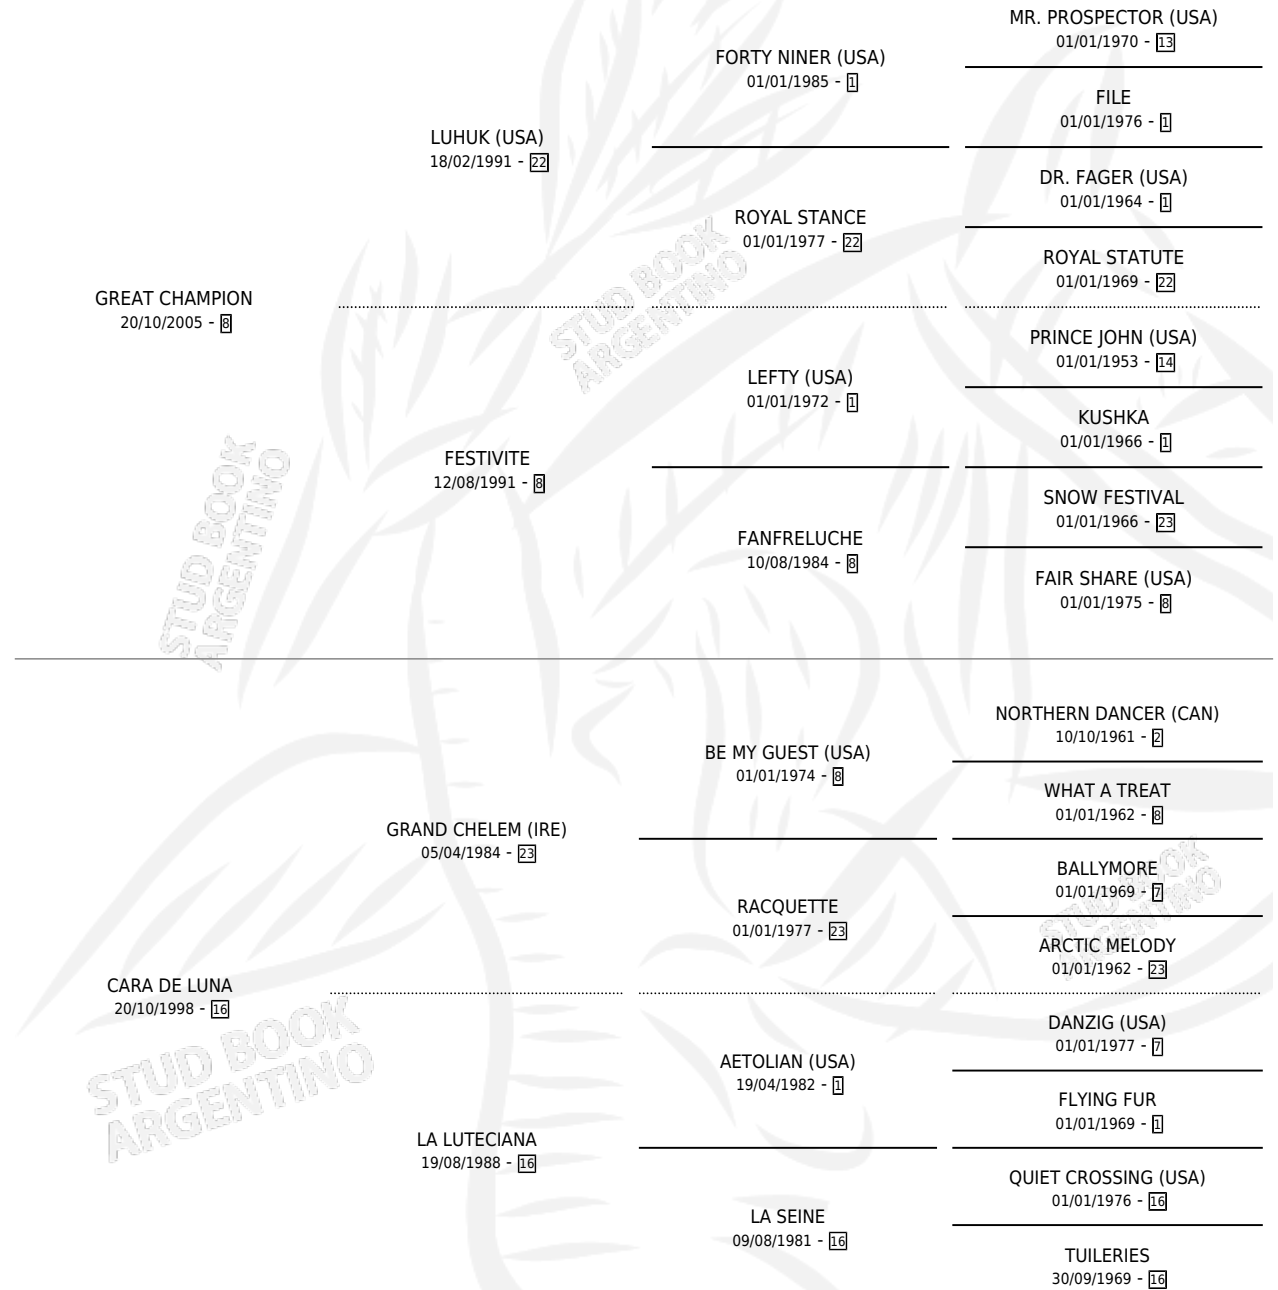 MR. PROSPECTOR (USA)
01/01/1970 - 13
FORTY NINER (USA)
01/01/1985 - 1
FILE
01/01/1976 - 1
LUHUK (USA)
18/02/1991 - 22
DR. FAGER (USA)
01/01/1964 - 1
ROYAL STANCE
01/01/1977 - 22
ROYAL STATUTE
01/01/1969 - 22
GREAT CHAMPION
20/10/2005 - 8
STUD BOOK
ARGENTINO
PRINCE JOHN (USA)
01/01/1953 - 14
LEFTY (USA)
01/01/1972 - 1
KUSHKA
01/01/1966 - 1
FESTIVITE
12/08/1991 - 8
SNOW FESTIVAL
01/01/1966 - 23
FANFRELUCHE
10/08/1984 - 8
FAIR SHARE (USA)
01/01/1975 - 8
STUD BOOK
ARGENTINO
NORTHERN DANCER (CAN)
10/10/1961 - 2
BE MY GUEST (USA)
01/01/1974 - 8
WHAT A TREAT
01/01/1962 - 8
GRAND CHELEM (IRE)
05/04/1984 - 23
BALLYMORE
01/01/1969 - 7
RACQUETTE
01/01/1977 - 23
STUD BOOK
ARGENTINO
ARCTIC MELODY
01/01/1962 - 23
CARA DE LUNA
20/10/1998 - 16
STUD BOOK
ARGENTINO
DANZIG (USA)
01/01/1977 - 7
AETOLIAN (USA)
19/04/1982 - 1
FLYING FUR
01/01/1969 - 1
LA LUTECIANA
19/08/1988 - 16
QUIET CROSSING (USA)
01/01/1976 - 16
LA SEINE
09/08/1981 - 16
TUILERIES
30/09/1969 - 16